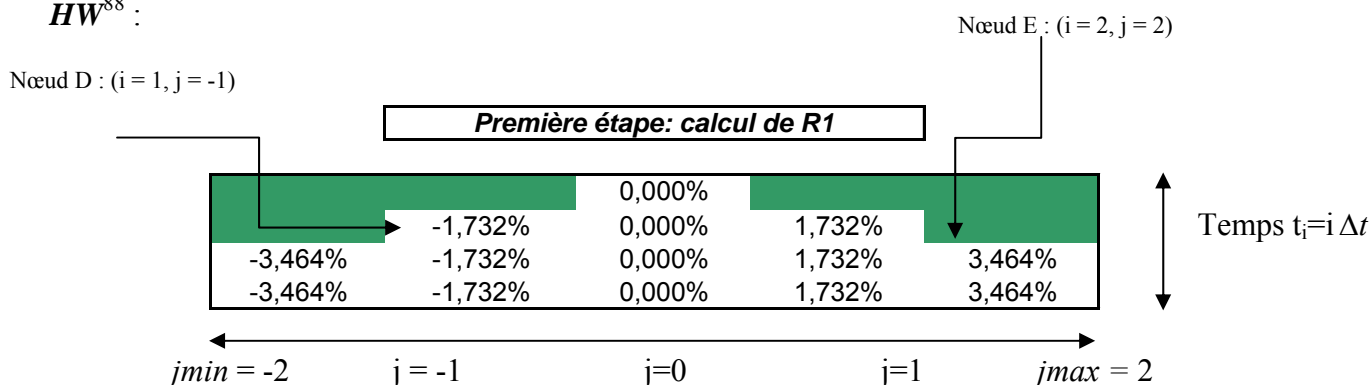 HW⁸⁸ :
Nœud E : (i = 2, j = 2)
Nœud D : (i = 1, j = -1)
Première étape: calcul de R1
0,000%
-1,732% 0,000% 1,732%
Temps tᵢ=i Δt
-3,464% -1,732% 0,000% 1,732% 3,464%
-3,464% -1,732% 0,000% 1,732% 3,464%
jmin = -2 j = -1 j=0 j=1 jmax = 2